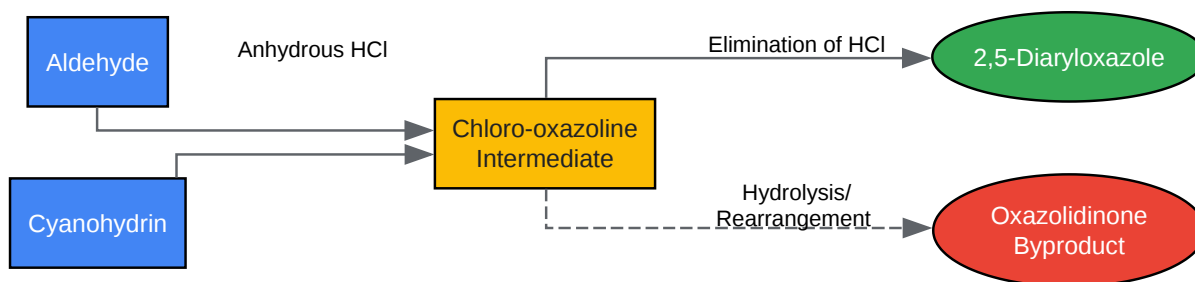 Aldehyde
Anhydrous HCl
Elimination of HCl
2,5-Diaryloxazole
Chloro-oxazoline
Intermediate
Cyanohydrin
Hydrolysis/
Rearrangement
Oxazolidinone
Byproduct